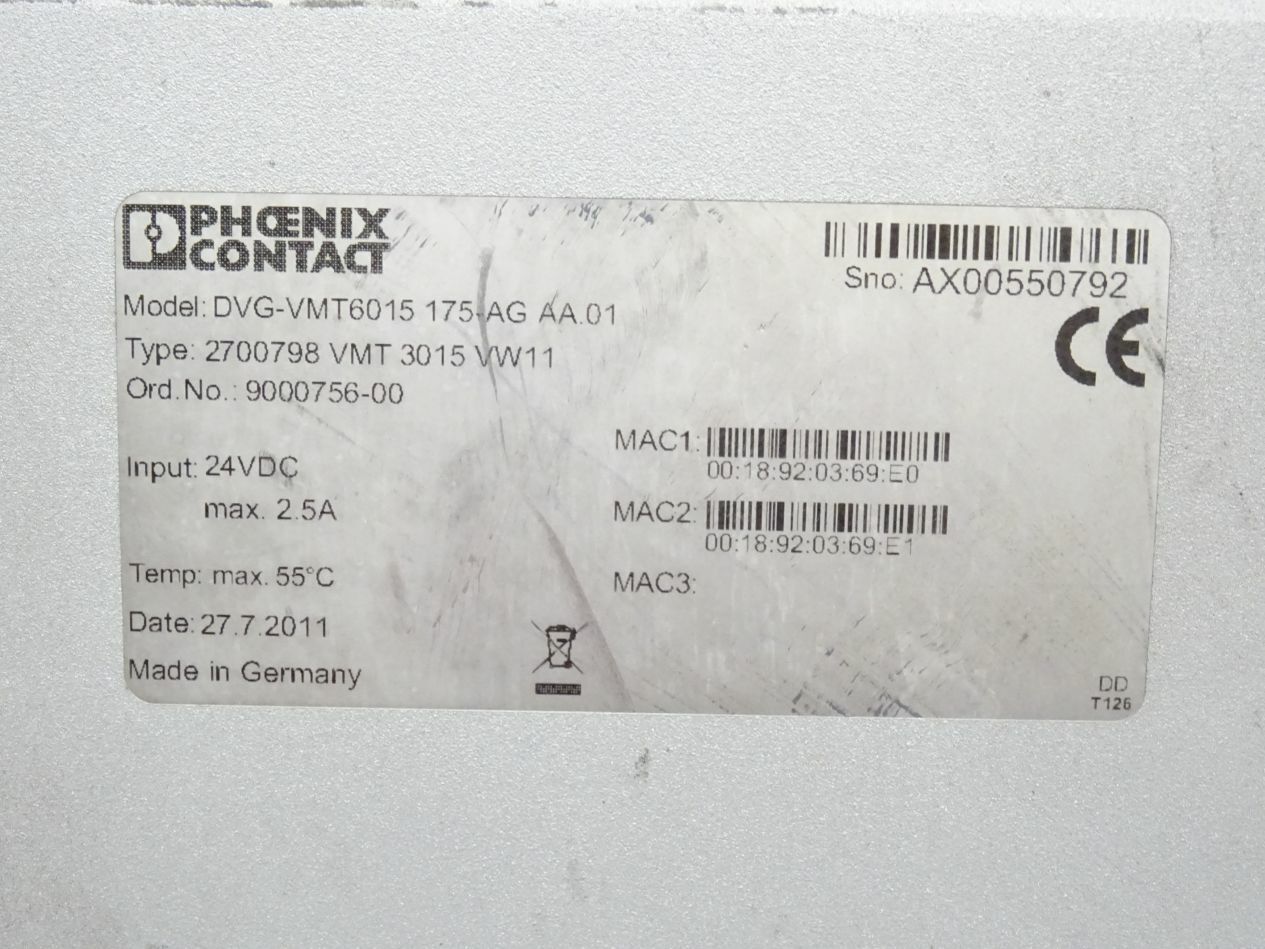 PHŒNIX
CONTACT
Sno: AX00550792
Model: DVG-VMT6015 175-AG AA.01
Type: 2700798 VMT 3015 VW11
Ord.No.: 9000756-00
Input: 24VDC
max. 2.5A
Temp: max. 55°C
Date: 27.7.2011
Made in Germany
MAC1:
00:18:92:03:69:E0
MAC2:
00:18:92:03:69:E1
MAC3:
CE
DD
T126